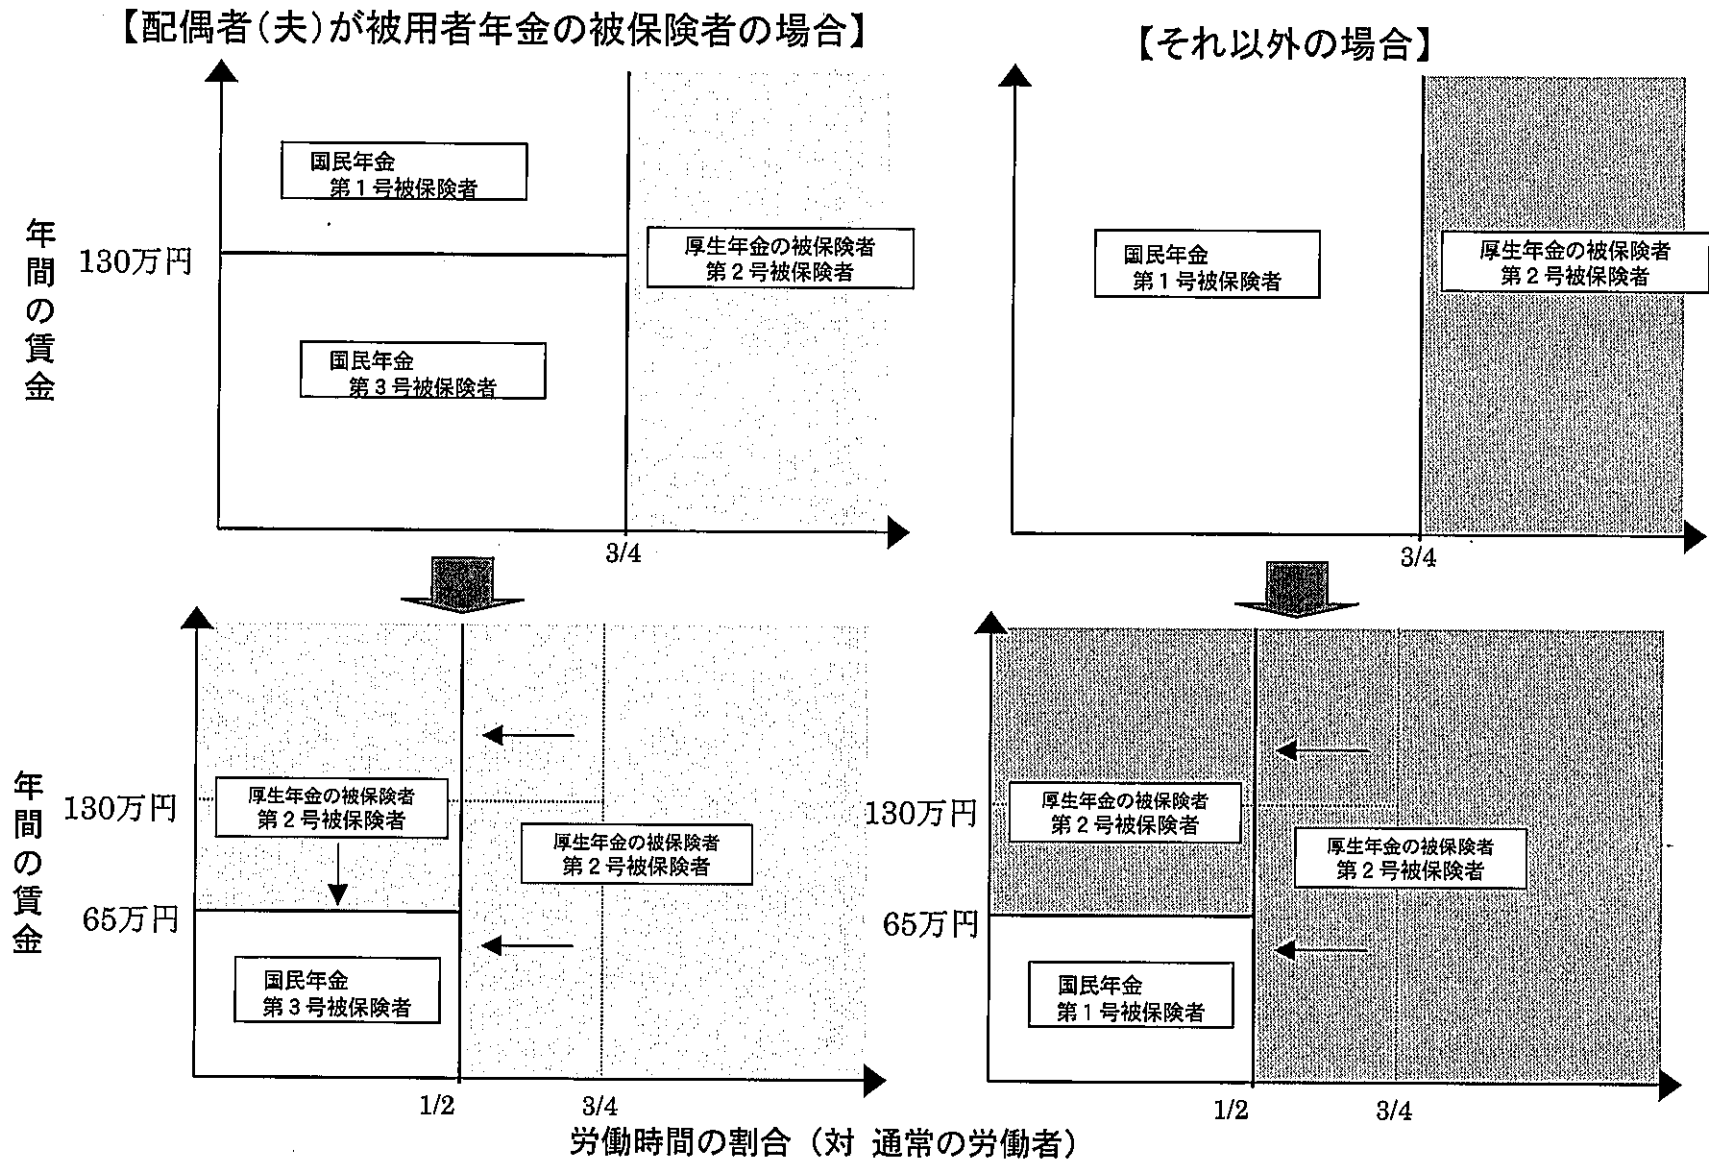 【配偶者(夫)が被用者年金の被保険者の場合】
【それ以外の場合】
年間の賃金
130万円
国民年金
第1号被保険者
国民年金
第3号被保険者
厚生年金の被保険者
第2号被保険者
3/4
国民年金
第1号被保険者
厚生年金の被保険者
第2号被保険者
3/4
年間の賃金
130万円
65万円
厚生年金の被保険者
第2号被保険者
厚生年金の被保険者
第2号被保険者
国民年金
第3号被保険者
1/2
3/4
130万円
65万円
厚生年金の被保険者
第2号被保険者
厚生年金の被保険者
第2号被保険者
国民年金
第1号被保険者
1/2
3/4
労働時間の割合(対 通常の労働者)